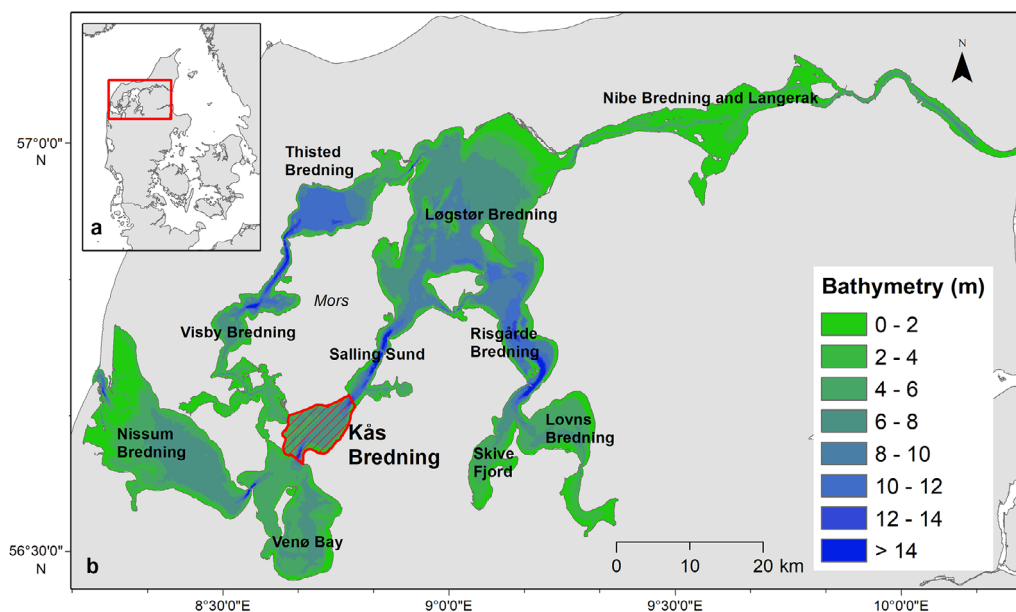 a
N
Nibe Bredning and Langerak
57°0'0"
N
Thisted
Bredning
Løgstør Bredning
Mors
Visby Bredning
Salling Sund
Risgårde
Bredning
Kås
Bredning
Nissum
Bredning
Lovns
Bredning
Skive
Fjord
Venø Bay
56°30'0"
N
b
Bathymetry (m)
0 - 2
2 - 4
4 - 6
6 - 8
8 - 10
10 - 12
12 - 14
> 14
0 10 20 km
8°30'0"E 9°0'0"E 9°30'0"E 10°0'0"E